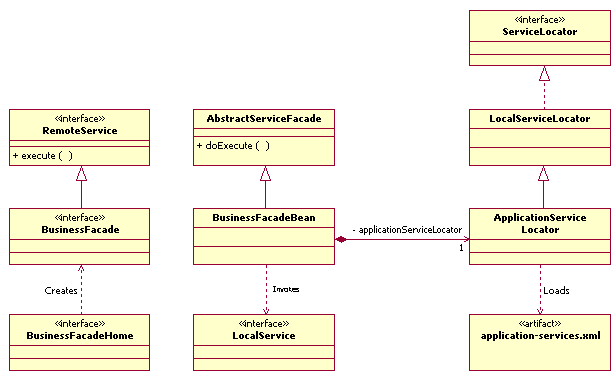 «interface»
ServiceLocator
«interface»
RemoteService
+ execute ( )
AbstractServiceFacade
+ doExecute ( )
LocalServiceLocator
«interface»
BusinessFacade
BusinessFacadeBean
- applicationServiceLocator
1
ApplicationService
Locator
Creates
Invotes
Loads
«interface»
BusinessFacadeHome
«interface»
LocalService
«artifact»
application-services.xml